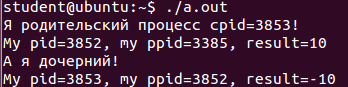 student@ubuntu:~$ ./a.out
Я родительский процесс cpid=3853!
My pid=3852, my ppid=3385, result=10
А я дочерний!
My pid=3853, my ppid=3852, result=-10